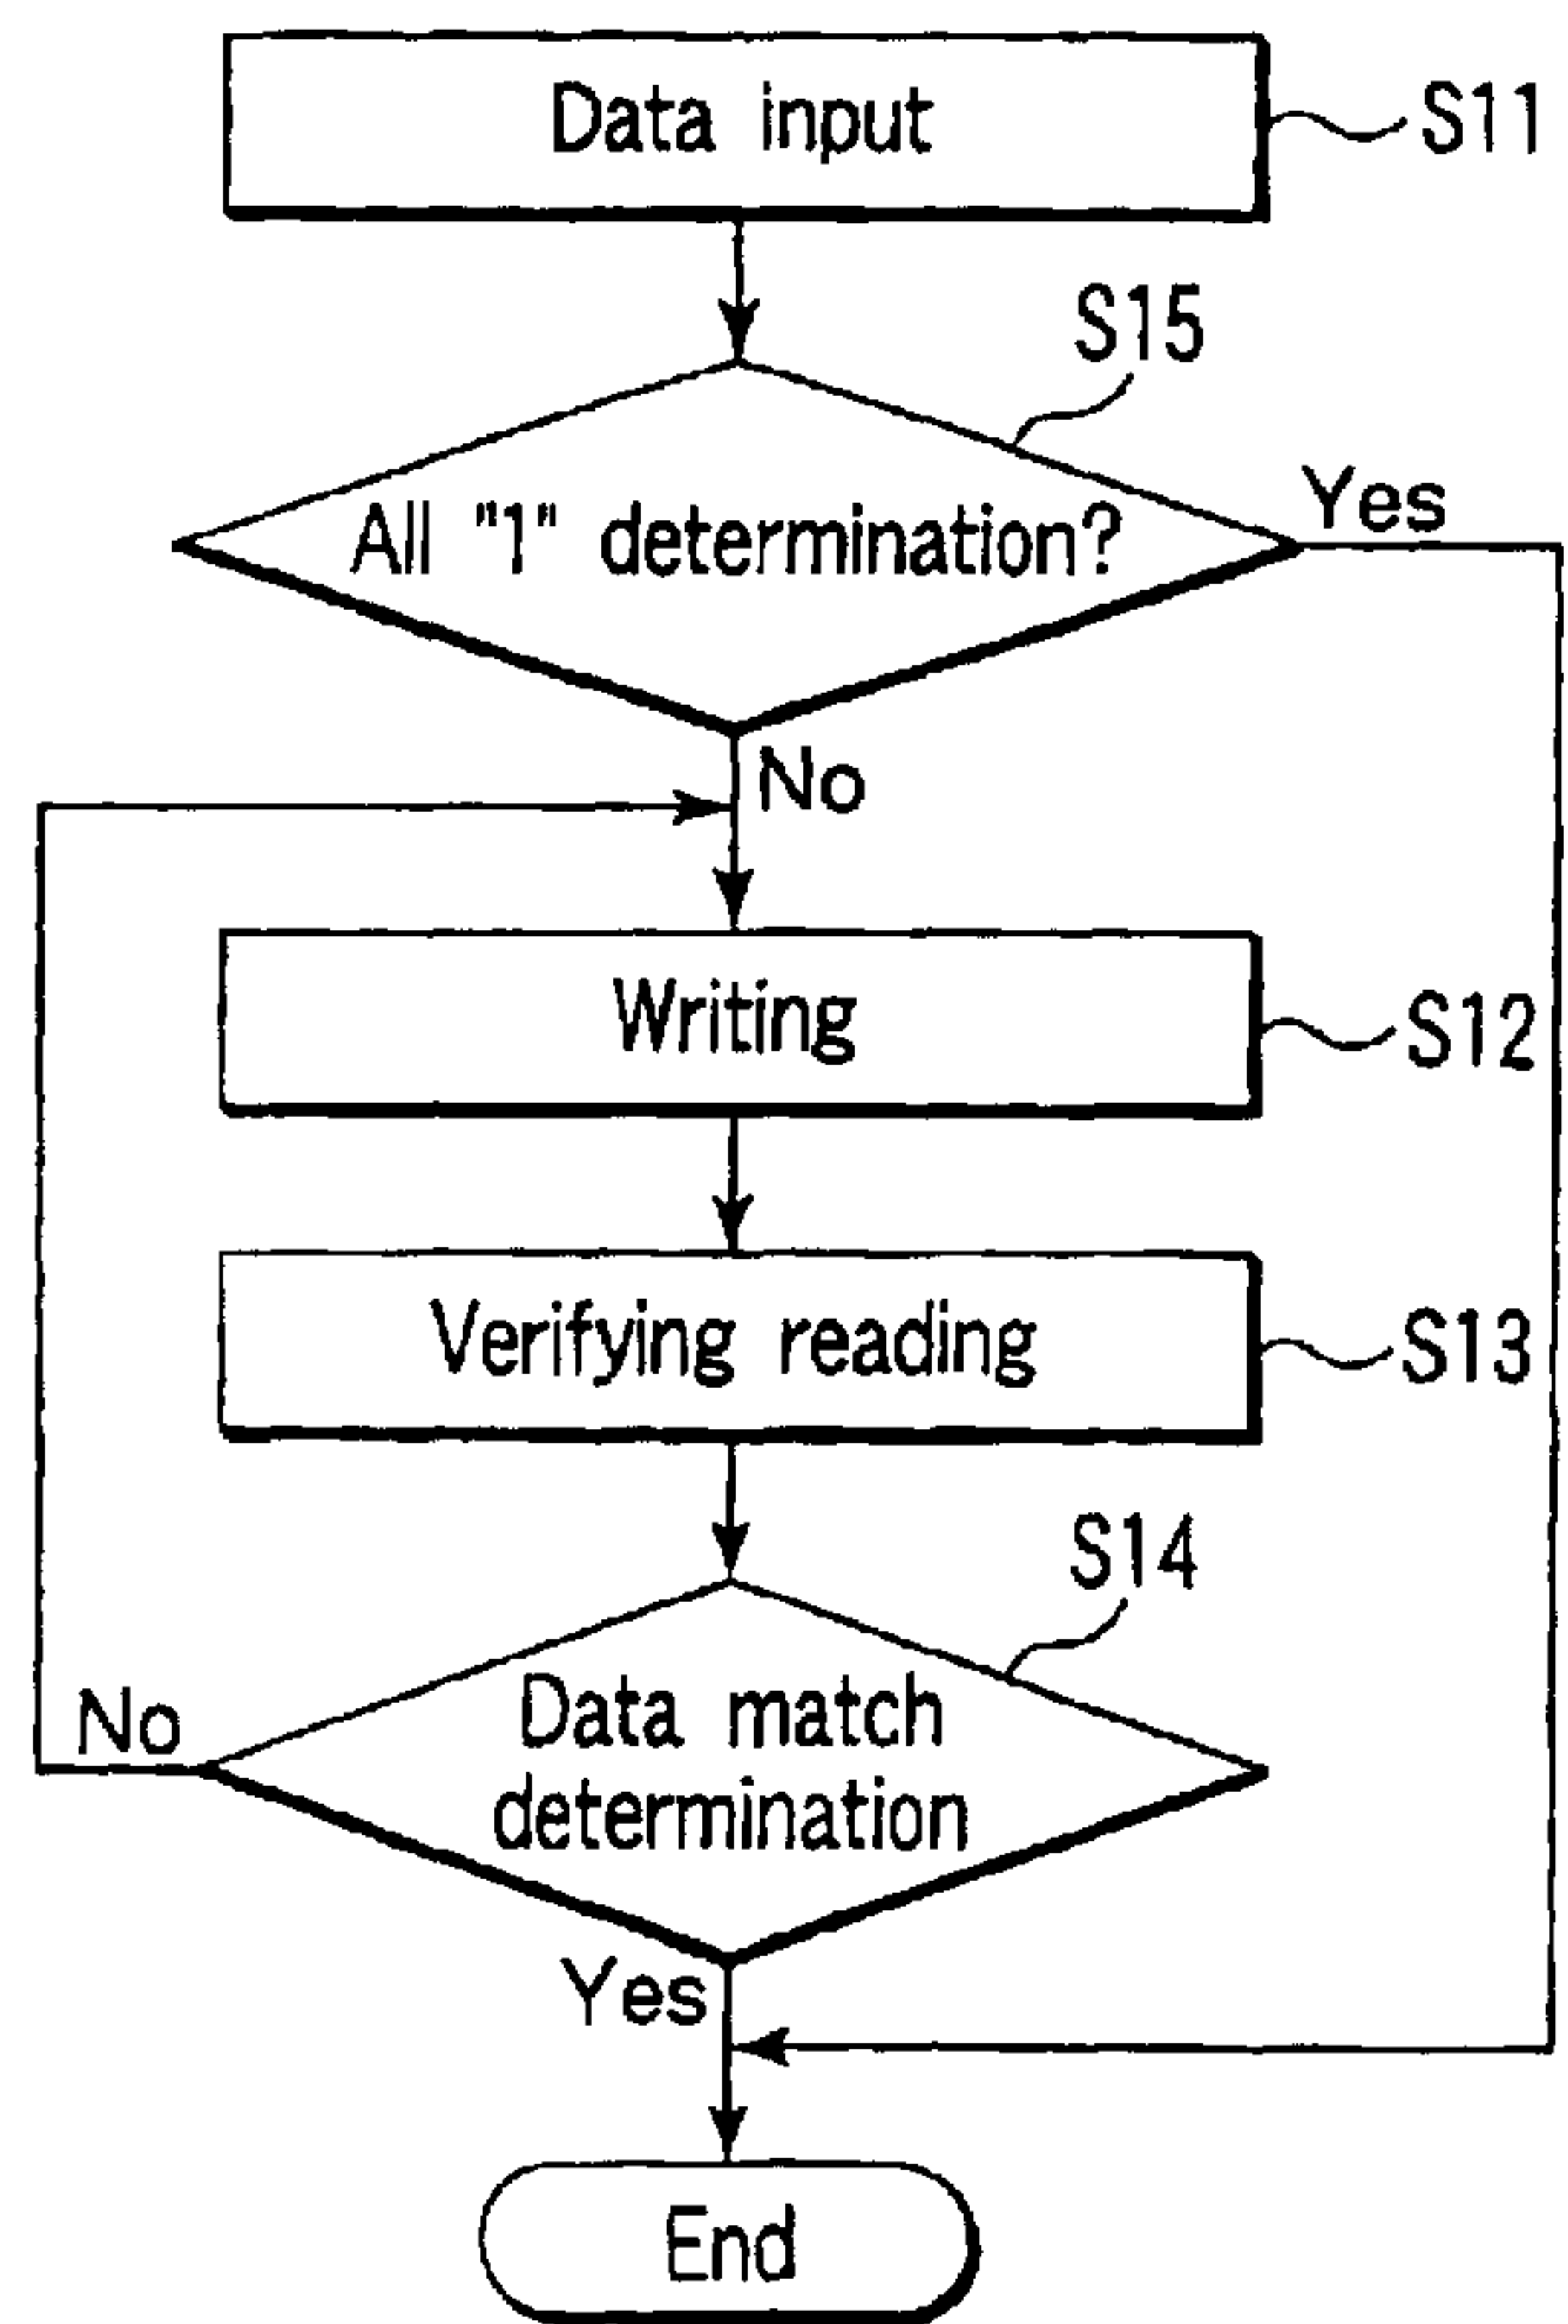 Data input
S11
S15
All "1" determination?
Yes
No
Writing
S12
Verifying reading
S13
S14
Data match
determination
No
Yes
End